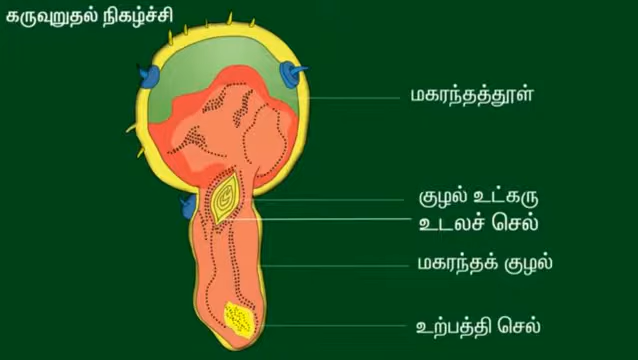 கருவுறுதல் நிகழ்ச்சி
மகரந்தத்தூள்
குழல் உட்கரு
உடலச் செல்
மகரந்தக் குழல்
உற்பத்தி செல்